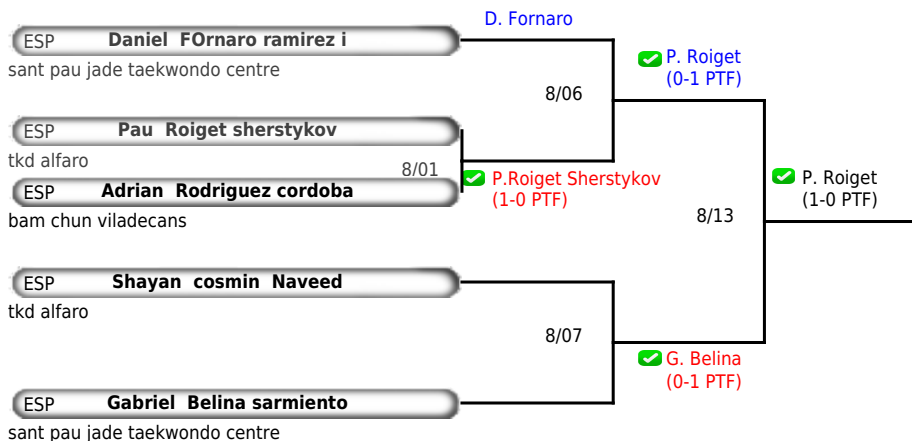 D. Fornaro
ESP Daniel FOrnaro ramirez i
sant pau jade taekwondo centre
P. Roiget
(0-1 PTF)
8/06
ESP Pau Roiget sherstykov
tkd alfaro
8/01
P.Roiget Sherstykov
(1-0 PTF)
P. Roiget
(1-0 PTF)
ESP Adrian Rodriguez cordoba
bam chun viladecans
8/13
ESP Shayan cosmin Naveed
tkd alfaro
8/07
G. Belina
(0-1 PTF)
ESP Gabriel Belina sarmiento
sant pau jade taekwondo centre